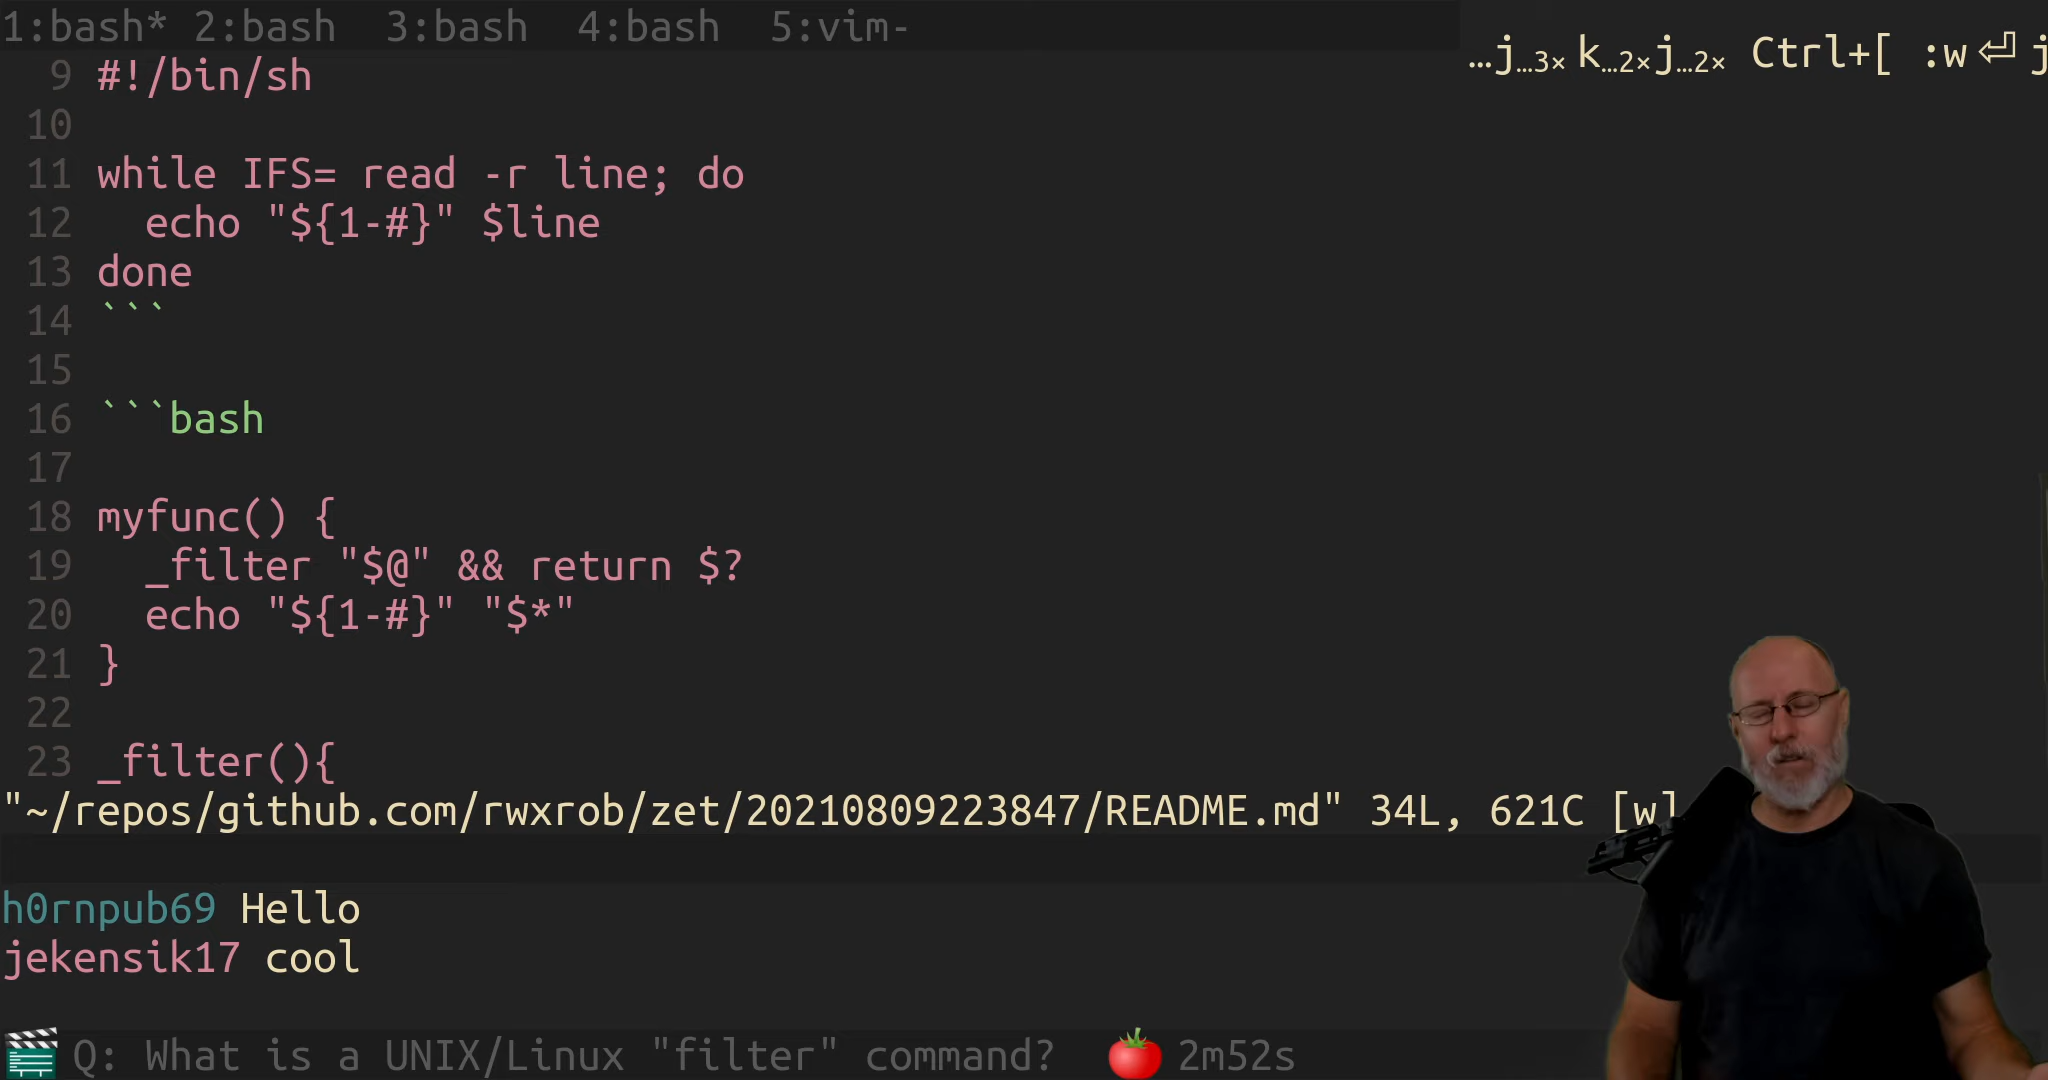 1:bash* 2:bash  3:bash  4:bash  5:vim-
…j…3× k…2×j…2× Ctrl+[ :w⏎ j
9 #!/bin/sh
10
11 while IFS= read -r line; do
12   echo "${1-#}" $line
13 done
14 ```
15
16 ```bash
17
18 myfunc() {
19   _filter "$@" && return $?
20   echo "${1-#}" "$*"
21 }
22
23 _filter(){
"~/repos/github.com/rwxrob/zet/20210809223847/README.md" 34L, 621C [w]
h0rnpub69 Hello
jekensik17 cool
Q: What is a UNIX/Linux "filter" command? 2m52s